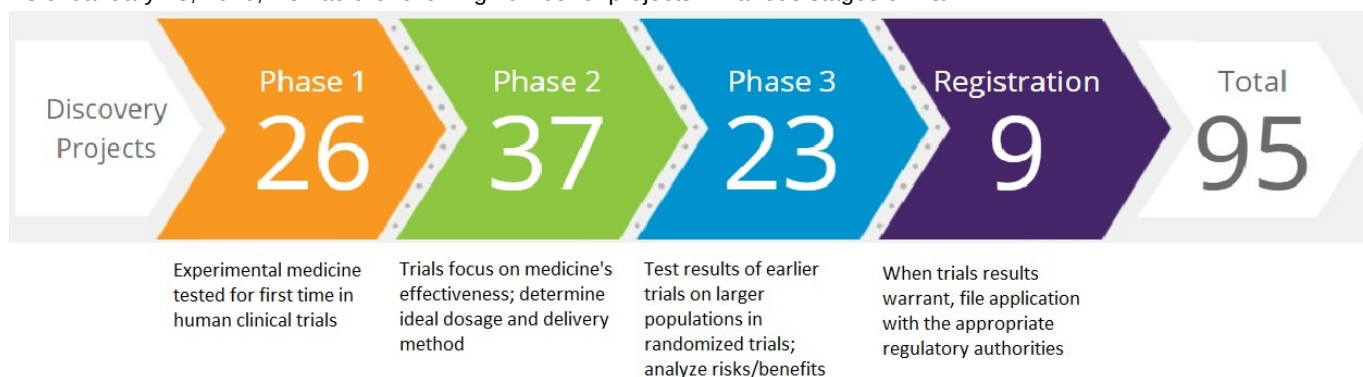 Discovery
Projects
Phase 1
26
Phase 2
37
Phase 3
23
Registration
9
Total
95
Experimental medicine
tested for first time in
human clinical trials
Trials focus on medicine's
effectiveness; determine
ideal dosage and delivery
method
Test results of earlier
trials on larger
populations in
randomized trials;
analyze risks/benefits
When trials results
warrant, file application
with the appropriate
regulatory authorities